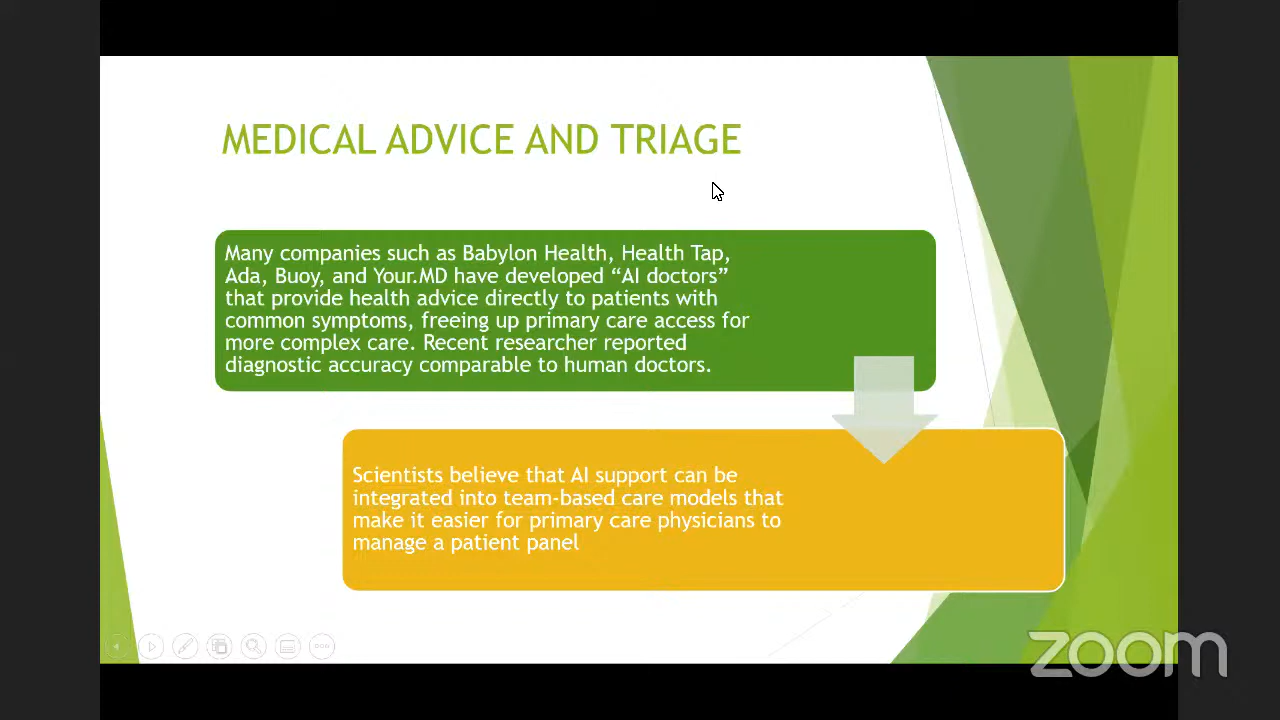 MEDICAL ADVICE AND TRIAGE
Many companies such as Babylon Health, Health Tap,
Ada, Buoy, and Your.MD have developed “AI doctors”
that provide health advice directly to patients with
common symptoms, freeing up primary care access for
more complex care. Recent researcher reported
diagnostic accuracy comparable to human doctors.
Scientists believe that AI support can be
integrated into team-based care models that
make it easier for primary care physicians to
manage a patient panel
zoom